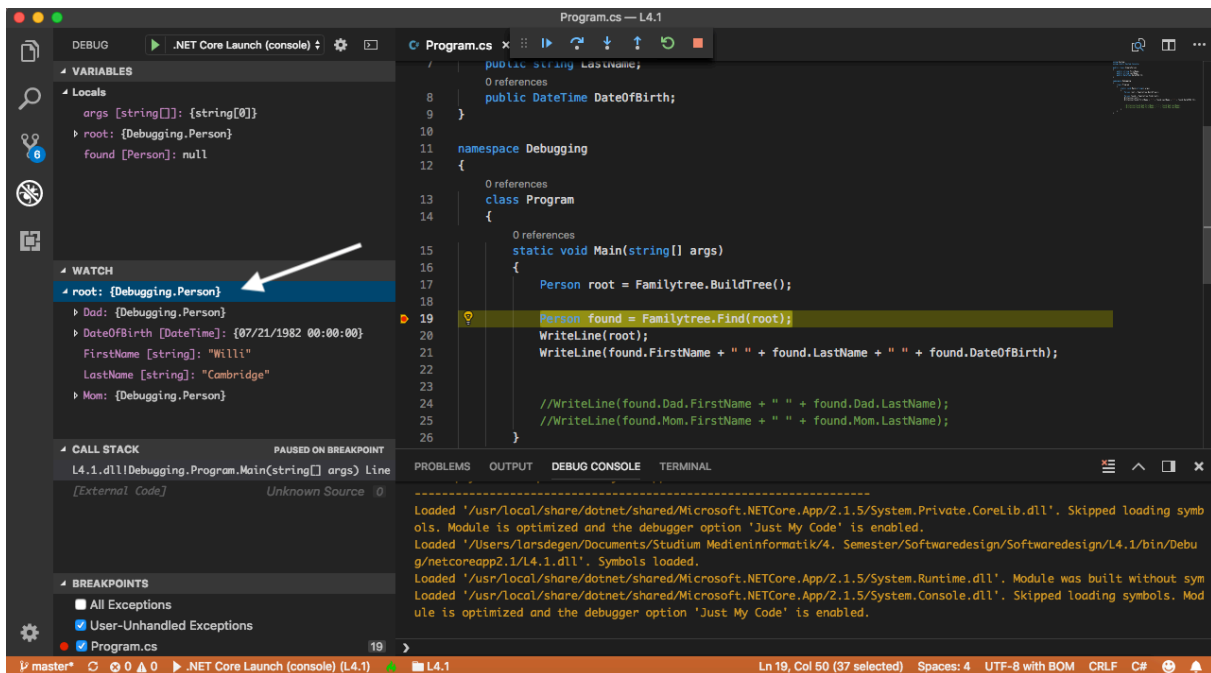 Program.cs — L4.1
DEBUG
.NET Core Launch (console)
VARIABLES
Locals
args [string[]]: {string[0]}
root: {Debugging.Person}
found [Person]: null
6
WATCH
root: {Debugging.Person}
Dad: {Debugging.Person}
DateOfBirth [DateTime]: {07/21/1982 00:00:00}
FirstName [string]: "Willi"
LastName [string]: "Cambridge"
Mom: {Debugging.Person}
CALL STACK PAUSED ON BREAKPOINT
L4.1.dll!Debugging.Program.Main(string[] args) Line
[External Code] Unknown Source 0
BREAKPOINTS
All Exceptions
User-Unhandled Exceptions
Program.cs 19
Program.cs ×
7 public string LastName;
0 references
8 public DateTime DateOfBirth;
9 }
10
11 namespace Debugging
12 {
0 references
13 class Program
14 {
0 references
15 static void Main(string[] args)
16 {
17 Person root = Familytree.BuildTree();
18
19 Person found = Familytree.Find(root);
20 WriteLine(root);
21 WriteLine(found.FirstName + " " + found.LastName + " " + found.DateOfBirth);
22
23
24 //WriteLine(found.Dad.FirstName + " " + found.Dad.LastName);
25 //WriteLine(found.Mom.FirstName + " " + found.Mom.LastName);
26 }
PROBLEMS OUTPUT DEBUG CONSOLE TERMINAL
-------------------------------------------------------------------
Loaded '/usr/local/share/dotnet/shared/Microsoft.NETCore.App/2.1.5/System.Private.CoreLib.dll'. Skipped loading symb
ols. Module is optimized and the debugger option 'Just My Code' is enabled.
Loaded '/Users/larsdegen/Documents/Studium Medieninformatik/4. Semester/Softwaredesign/Softwaredesign/L4.1/bin/Debu
g/netcoreapp2.1/L4.1.dll'. Symbols loaded.
Loaded '/usr/local/share/dotnet/shared/Microsoft.NETCore.App/2.1.5/System.Runtime.dll'. Module was built without sym
Loaded '/usr/local/share/dotnet/shared/Microsoft.NETCore.App/2.1.5/System.Console.dll'. Skipped loading symbols. Mod
ule is optimized and the debugger option 'Just My Code' is enabled.
master* 0 0 .NET Core Launch (console) (L4.1) L4.1 Ln 19, Col 50 (37 selected) Spaces: 4 UTF-8 with BOM CRLF C#